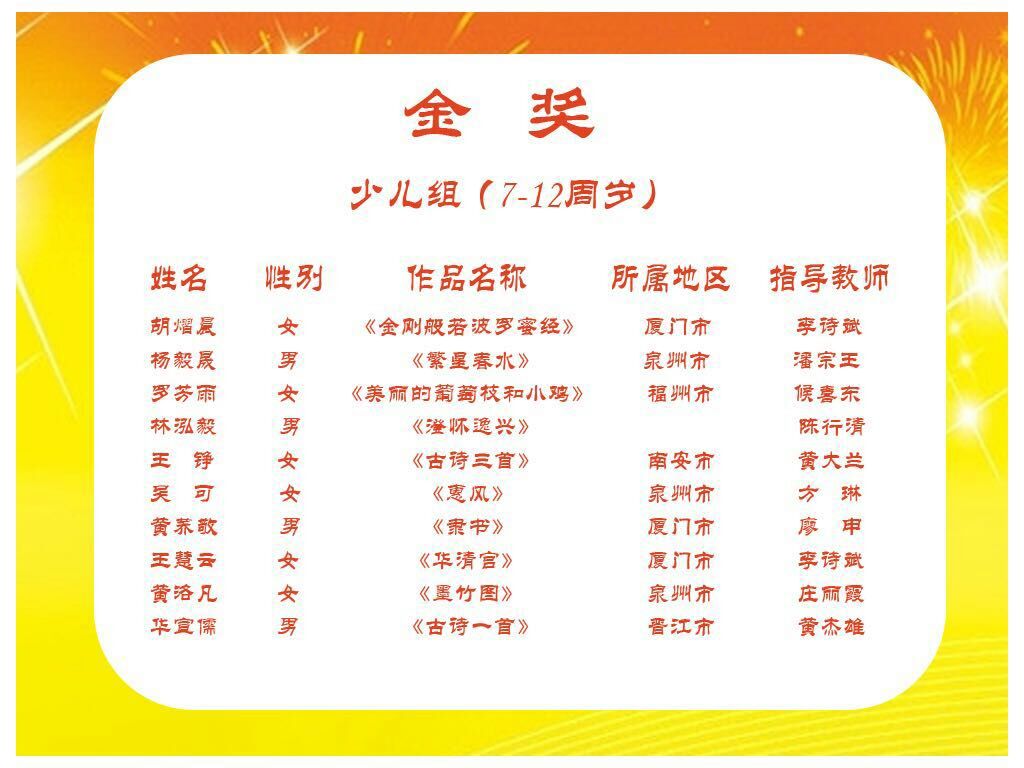 金 奖
少儿组（7-12周岁）
姓名 性别 作品名称 所属地区 指导教师
胡熠晨 女 《金刚般若波罗蜜经》 厦门市 李诗斌
杨毅晟 男 《繁星春水》 泉州市 潘宗王
罗芳雨 女 《美丽的葡萄枝和小鸡》 福州市 候喜东
林泓毅 男 《澄怀逸兴》 陈行清
王 铮 女 《古诗三首》 南安市 黄大兰
吴 可 女 《惠风》 泉州市 方 琳
黄荞敬 男 《隶书》 厦门市 廖 申
王慧云 女 《华清宫》 厦门市 李诗斌
黄洛凡 女 《墨竹图》 泉州市 庄丽霞
华宣儒 男 《古诗一首》 晋江市 黄杰雄